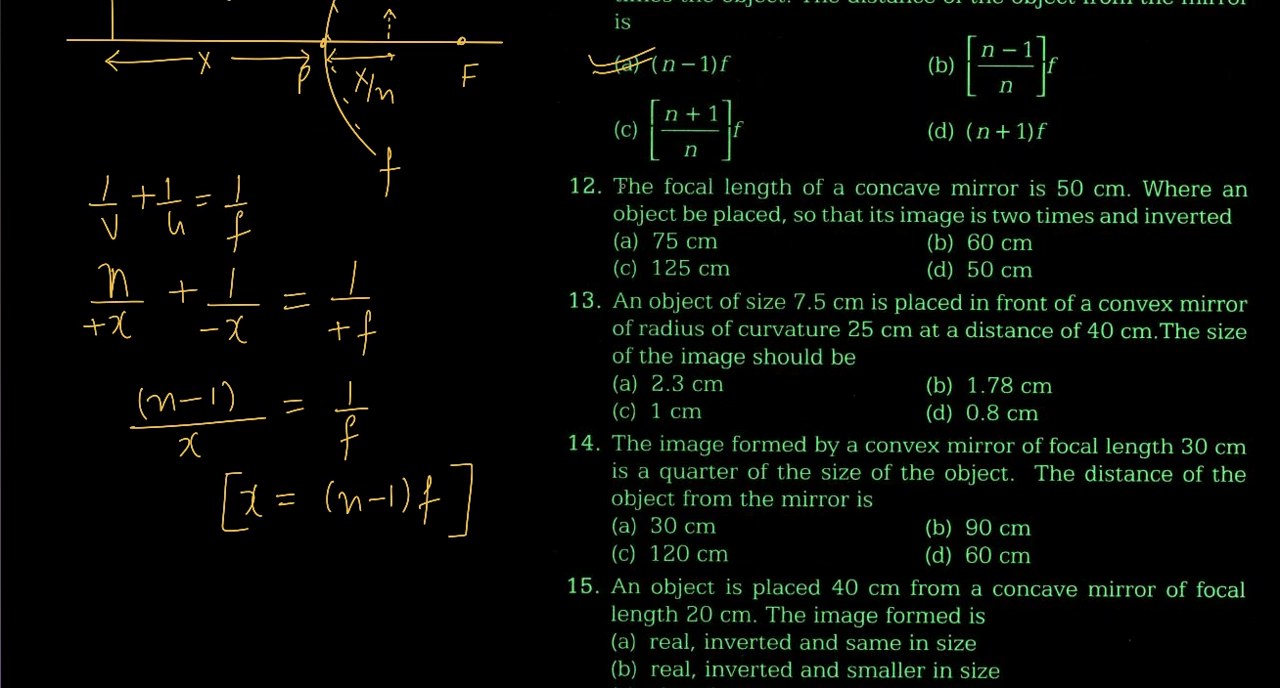 x
P
x/n
F
f
1/v + 1/u = 1/f
n/+x + 1/-x = 1/+f
(n-1)/x = 1/f
[x = (n-1)f]
is
(a) (n − 1)f
(b) [n − 1/n]f
(c) [n + 1/n]f
(d) (n + 1)f
12. The focal length of a concave mirror is 50 cm. Where an
object be placed, so that its image is two times and inverted
(a) 75 cm
(b) 60 cm
(c) 125 cm
(d) 50 cm
13. An object of size 7.5 cm is placed in front of a convex mirror
of radius of curvature 25 cm at a distance of 40 cm.The size
of the image should be
(a) 2.3 cm
(b) 1.78 cm
(c) 1 cm
(d) 0.8 cm
14. The image formed by a convex mirror of focal length 30 cm
is a quarter of the size of the object. The distance of the
object from the mirror is
(a) 30 cm
(b) 90 cm
(c) 120 cm
(d) 60 cm
15. An object is placed 40 cm from a concave mirror of focal
length 20 cm. The image formed is
(a) real, inverted and same in size
(b) real, inverted and smaller in size